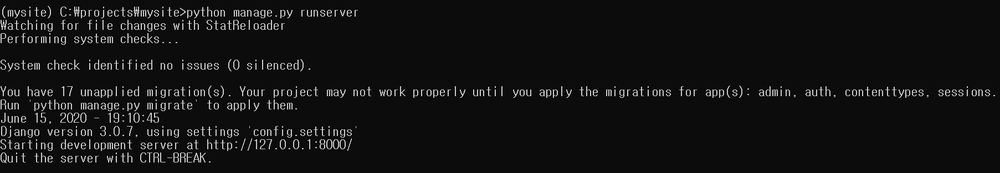 (mysite) C:₩projects₩mysite>python manage.py runserver
Watching for file changes with StatReloader
Performing system checks...
System check identified no issues (0 silenced).
You have 17 unapplied migration(s). Your project may not work properly until you apply the migrations for app(s): admin, auth, contenttypes, sessions.
Run 'python manage.py migrate' to apply them.
June 15, 2020 - 19:10:45
Django version 3.0.7, using settings 'config.settings'
Starting development server at http://127.0.0.1:8000/
Quit the server with CTRL-BREAK.